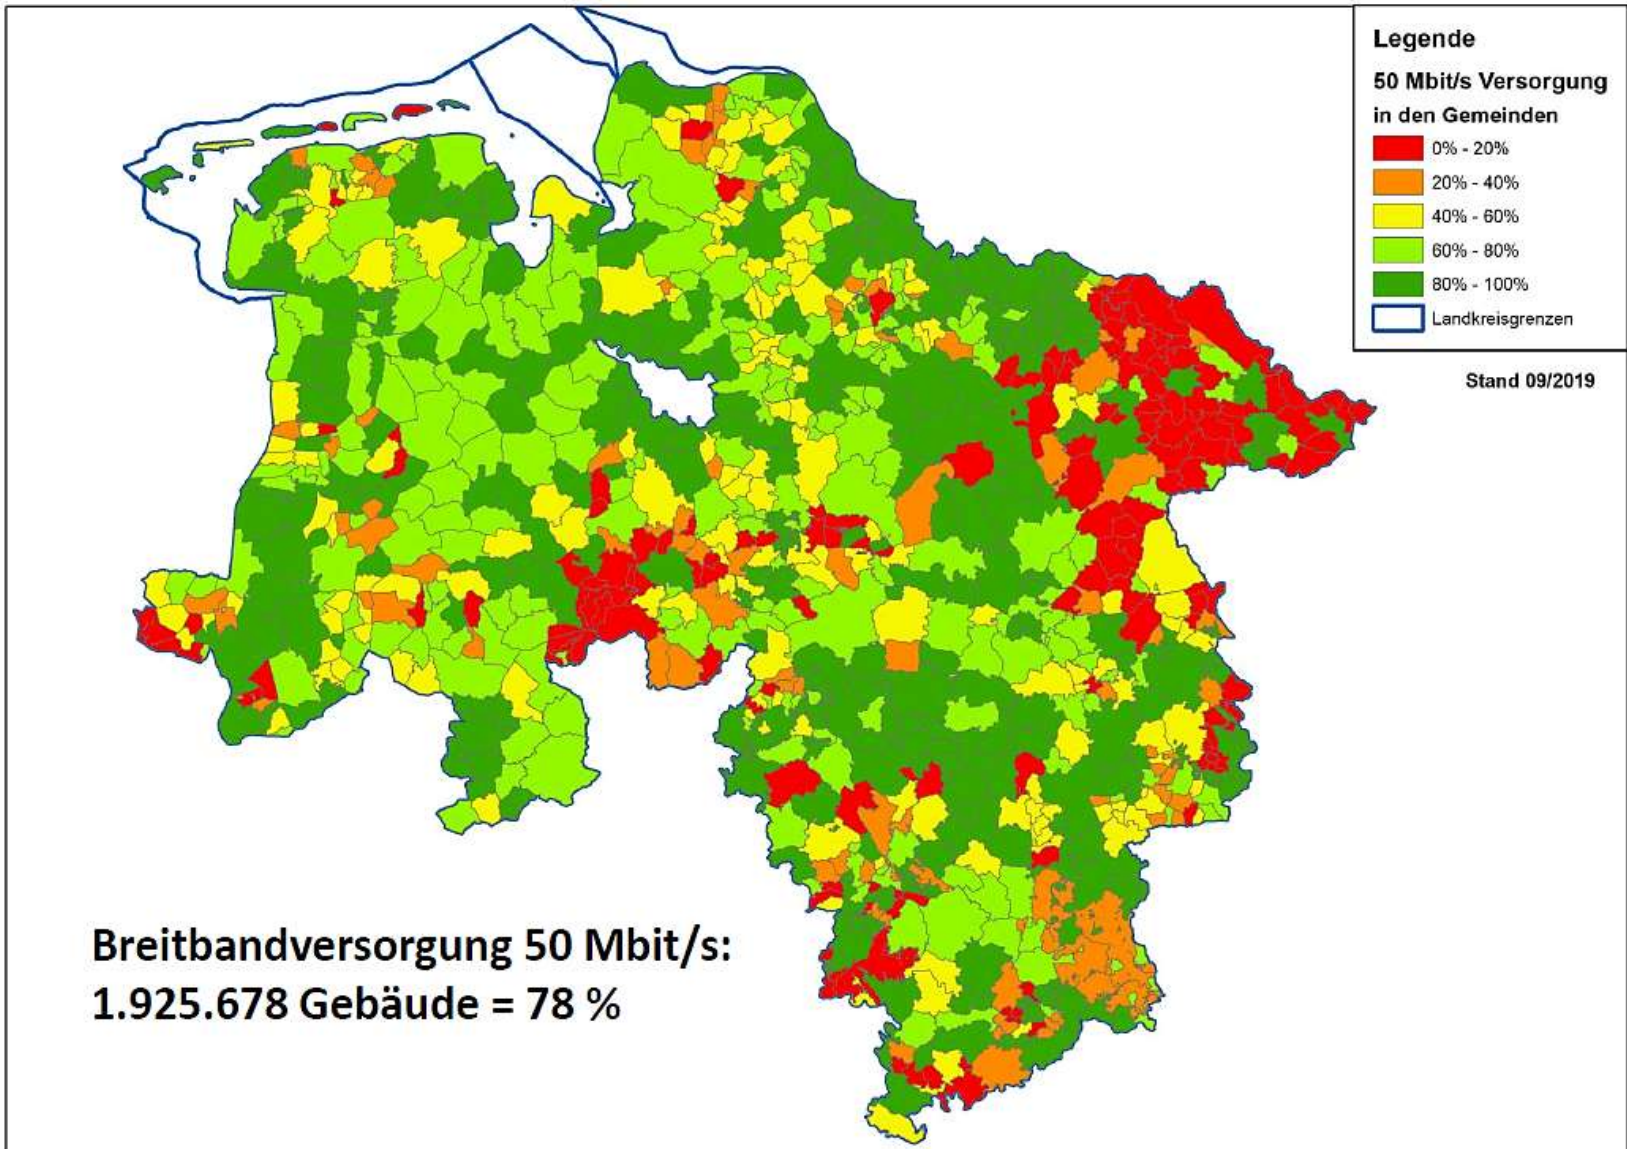 Legende
50 Mbit/s Versorgung
in den Gemeinden
0% - 20%
20% - 40%
40% - 60%
60% - 80%
80% - 100%
Landkreisgrenzen
Stand 09/2019
Breitbandversorgung 50 Mbit/s:
1.925.678 Gebäude = 78 %